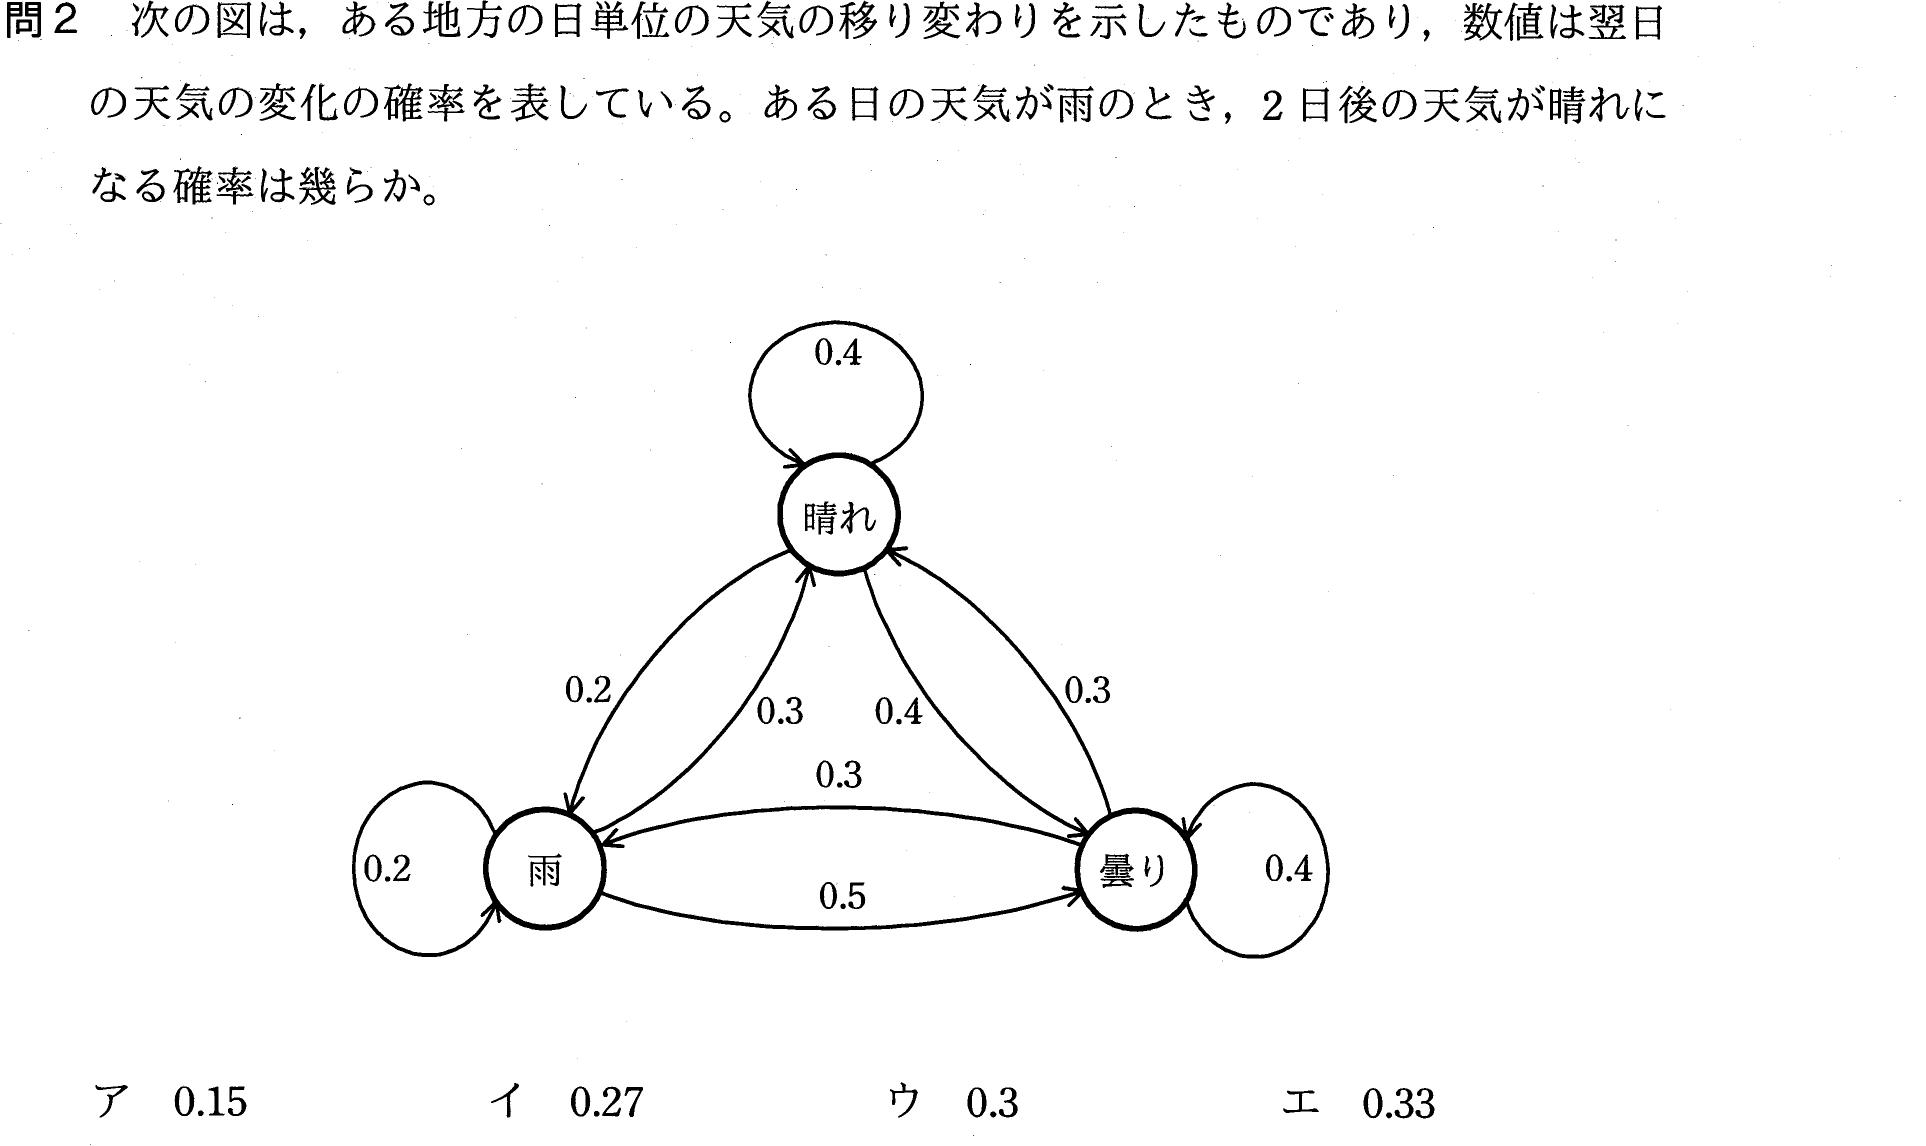 問2　次の図は，ある地方の日単位の天気の移り変わりを示したものであり，数値は翌日
の天気の変化の確率を表している。ある日の天気が雨のとき，2日後の天気が晴れに
なる確率は幾らか。
0.4
晴れ
0.2
0.3
0.4
0.3
0.3
0.2
雨
曇り
0.4
0.5
ア　0.15　イ　0.27　ウ　0.3　エ　0.33